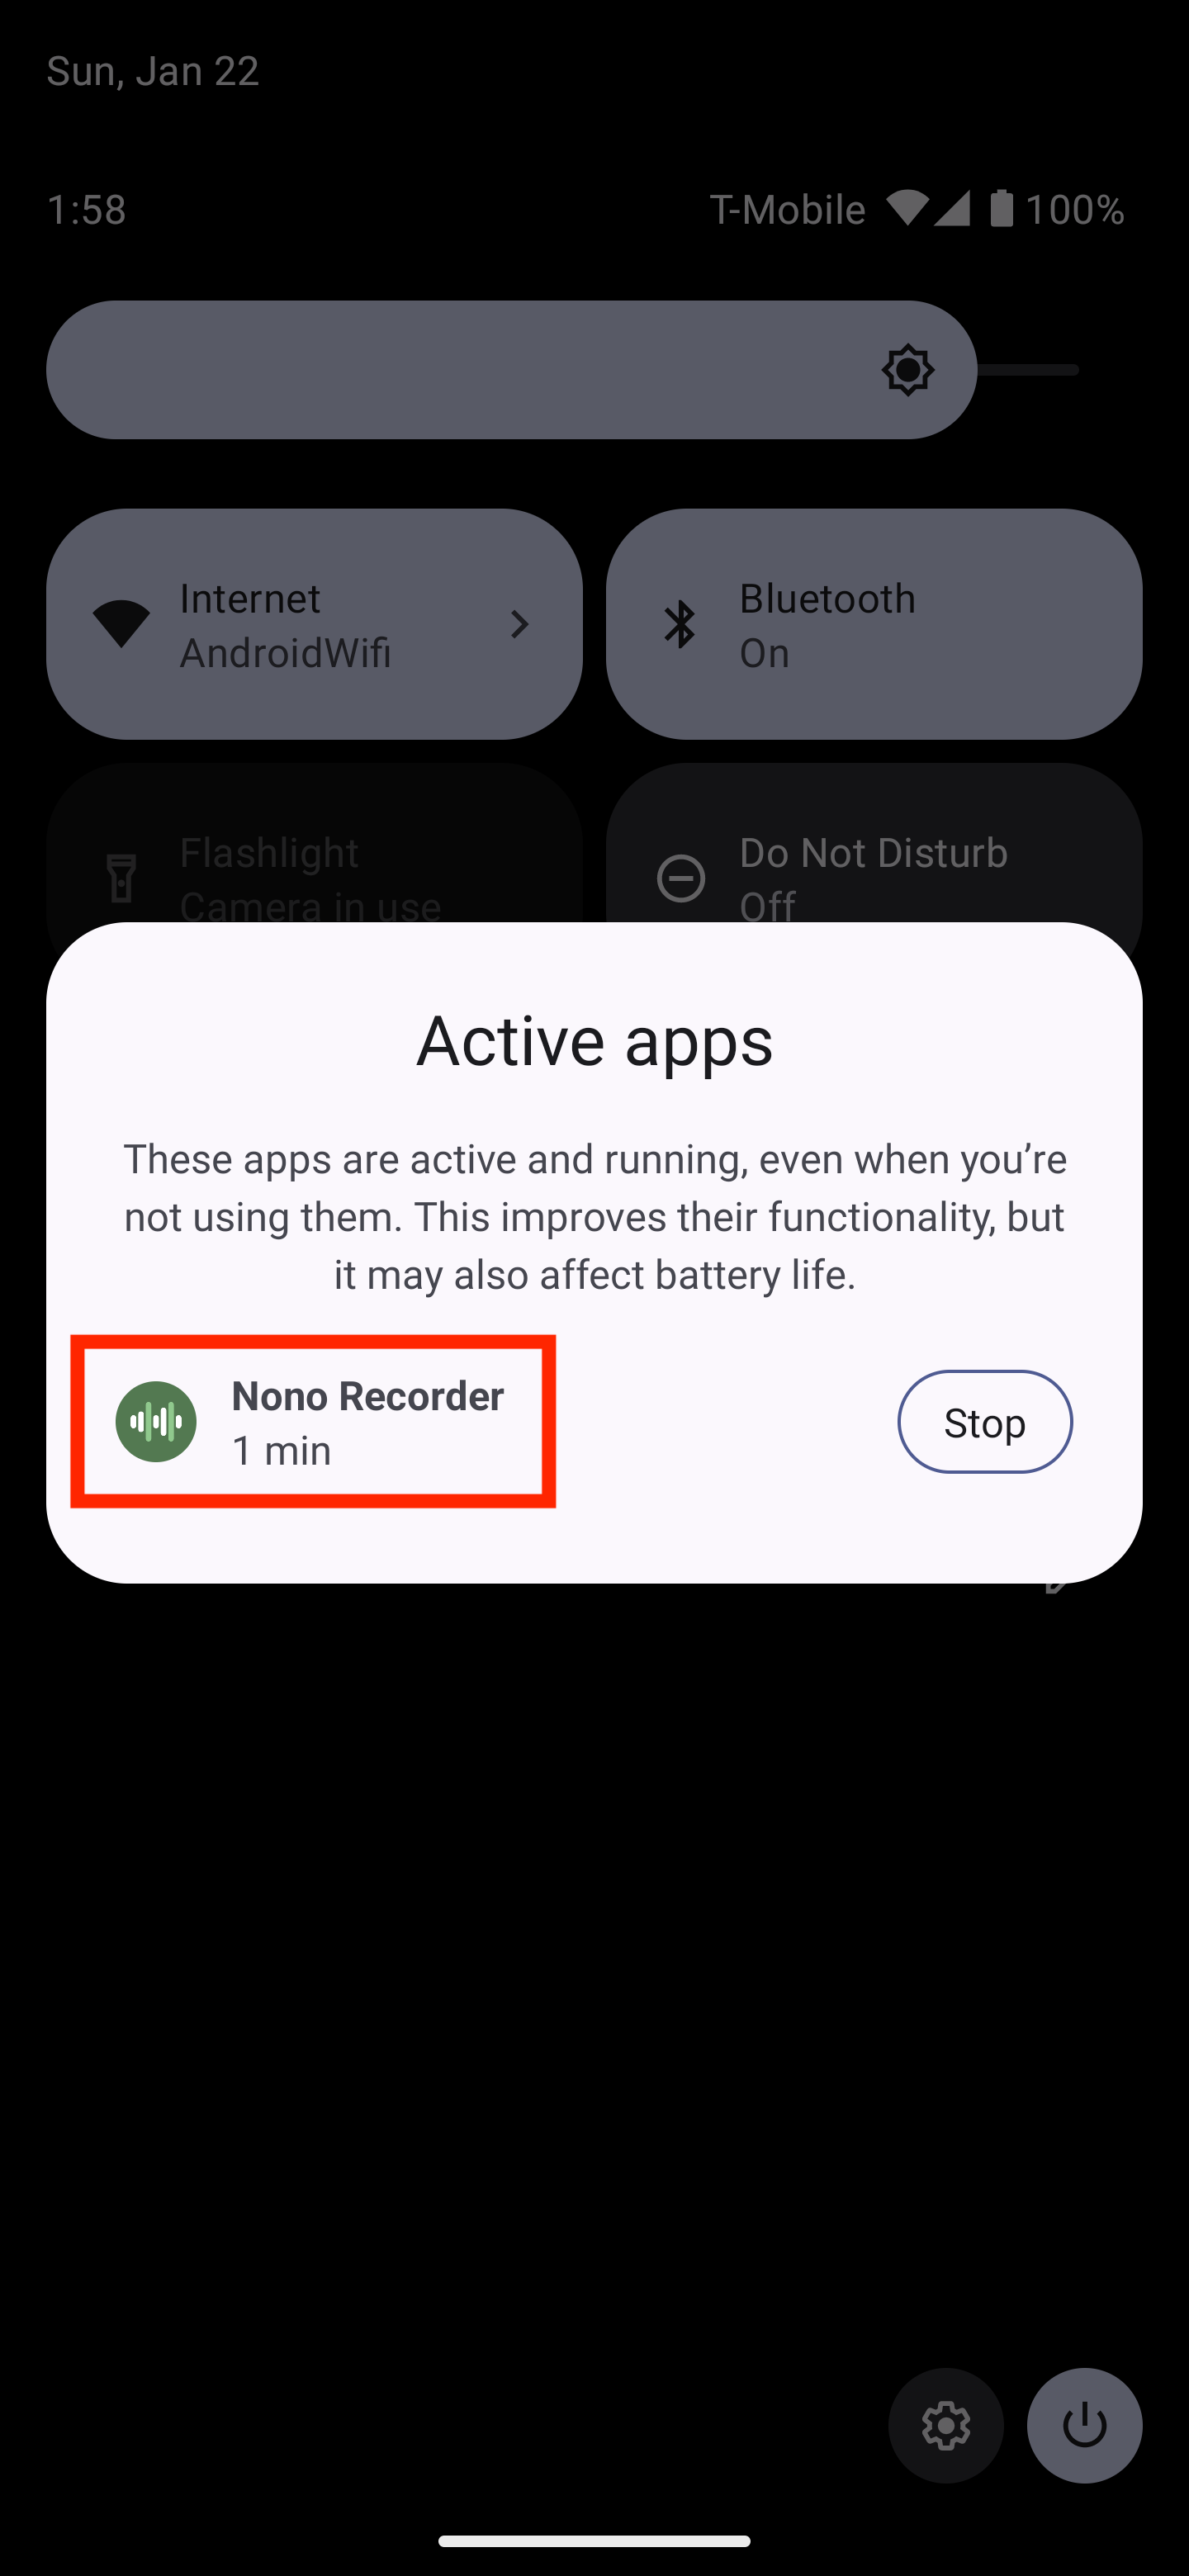 Sun, Jan 22
1:58
T-Mobile 100%
Internet
AndroidWifi
Bluetooth
On
Flashlight
Camera in use
Do Not Disturb
Off
Active apps
These apps are active and running, even when you’re
not using them. This improves their functionality, but
it may also affect battery life.
Nono Recorder
1 min
Stop